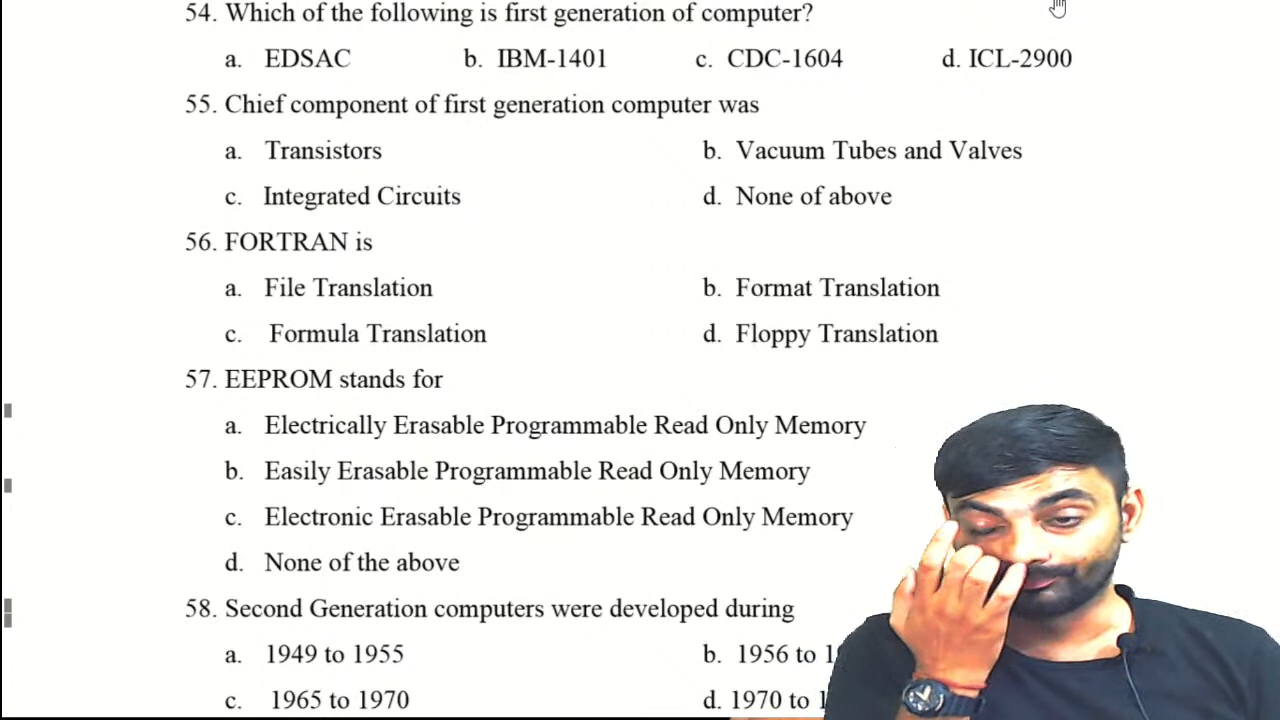 54. Which of the following is first generation of computer?
a. EDSAC b. IBM-1401 c. CDC-1604 d. ICL-2900
55. Chief component of first generation computer was
a. Transistors b. Vacuum Tubes and Valves
c. Integrated Circuits d. None of above
56. FORTRAN is
a. File Translation b. Format Translation
c. Formula Translation d. Floppy Translation
57. EEPROM stands for
a. Electrically Erasable Programmable Read Only Memory
b. Easily Erasable Programmable Read Only Memory
c. Electronic Erasable Programmable Read Only Memory
d. None of the above
58. Second Generation computers were developed during
a. 1949 to 1955 b. 1956 to
c. 1965 to 1970 d. 1970 to